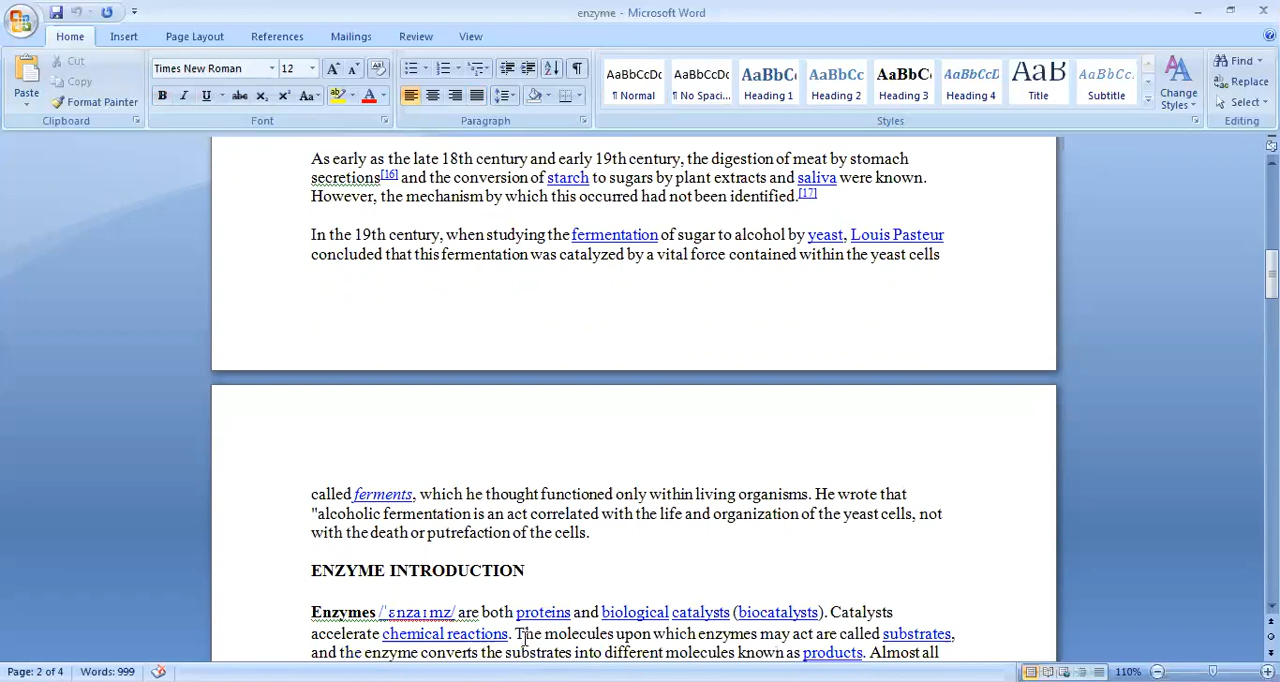 enzyme - Microsoft Word
Home Insert Page Layout References Mailings Review View
Paste
Cut
Copy
Format Painter
Clipboard
Times New Roman 12
Font
Paragraph
AaBbCcDc AaBbCcDc AaBbC AaBbCc AaBbC AaBbCcD AaB AaBbCc.
¶ Normal ¶ No Spaci... Heading 1 Heading 2 Heading 3 Heading 4 Title Subtitle
Change
Styles
Styles
Find
Replace
Select
Editing
As early as the late 18th century and early 19th century, the digestion of meat by stomach
secretions[16] and the conversion of starch to sugars by plant extracts and saliva were known.
However, the mechanism by which this occurred had not been identified.[17]
In the 19th century, when studying the fermentation of sugar to alcohol by yeast, Louis Pasteur
concluded that this fermentation was catalyzed by a vital force contained within the yeast cells
called ferments, which he thought functioned only within living organisms. He wrote that
"alcoholic fermentation is an act correlated with the life and organization of the yeast cells, not
with the death or putrefaction of the cells.
ENZYME INTRODUCTION
Enzymes /ˈɛnzaɪmz/ are both proteins and biological catalysts (biocatalysts). Catalysts
accelerate chemical reactions. The molecules upon which enzymes may act are called substrates,
and the enzyme converts the substrates into different molecules known as products. Almost all
Page: 2 of 4 Words: 999 110%